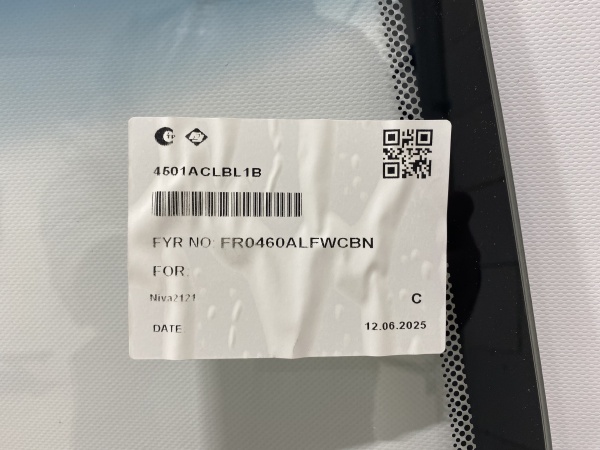 4501ACLBL1B
FYR NO: FR0460ALFWCBN
FOR:
Niva2121
C
DATE
12.06.2025